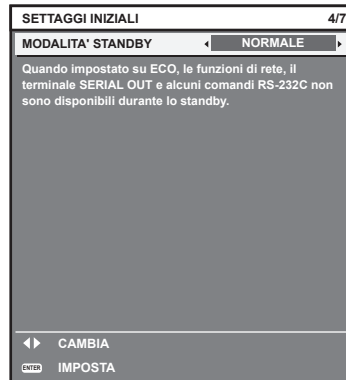 SETTAGGI INIZIALI 4/7
MODALITA' STANDBY NORMALE
Quando impostato su ECO, le funzioni di rete, il
terminale SERIAL OUT e alcuni comandi RS-232C non
sono disponibili durante lo standby.
CAMBIA
ENTER IMPOSTA